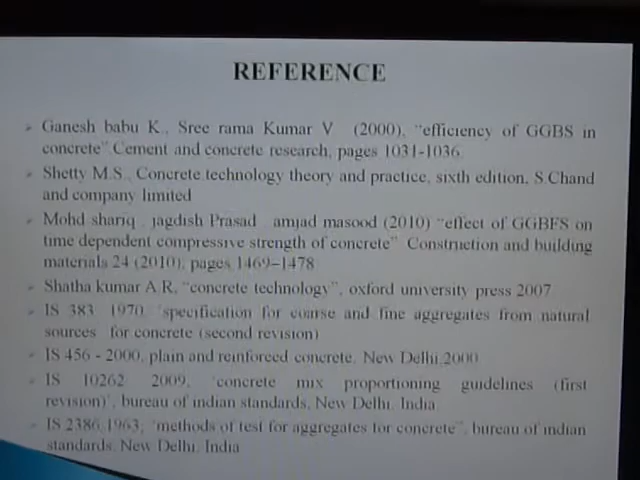 REFERENCE
Ganesh babu K., Sree rama Kumar V (2000), "efficiency of GGBS in
concrete" Cement and concrete research, pages 1031-1036.
Shetty M.S., Concrete technology theory and practice, sixth edition, S.Chand
and company limited
Mohd shariq , jagdish Prasad amjad masood (2010) "effect of GGBFS on
time dependent compressive strength of concrete" Construction and building
materials 24 (2010), pages 1469–1478
Shatha kumar A.R, "concrete technology", oxford university press 2007
IS 383 1970, 'specification for coarse and fine aggregates from natural
sources for concrete (second revision)
IS 456 - 2000, plain and reinforced concrete, New Delhi,2000
IS 10262 2009, 'concrete mix proportioning guidelines (first
revision)', bureau of indian standards, New Delhi, India
IS 2386,1963, 'methods of test for aggregates for concrete", bureau of indian
standards, New Delhi, India